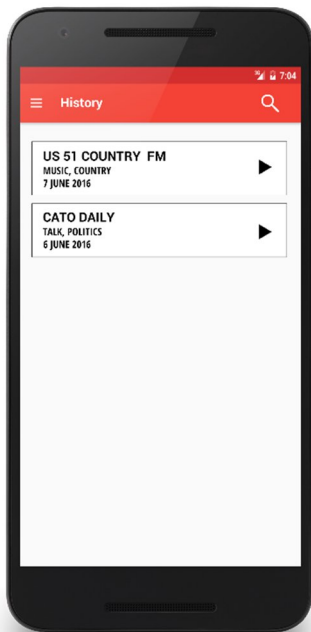 7:04
History
US 51 COUNTRY FM
MUSIC, COUNTRY
7 JUNE 2016
CATO DAILY
TALK, POLITICS
6 JUNE 2016